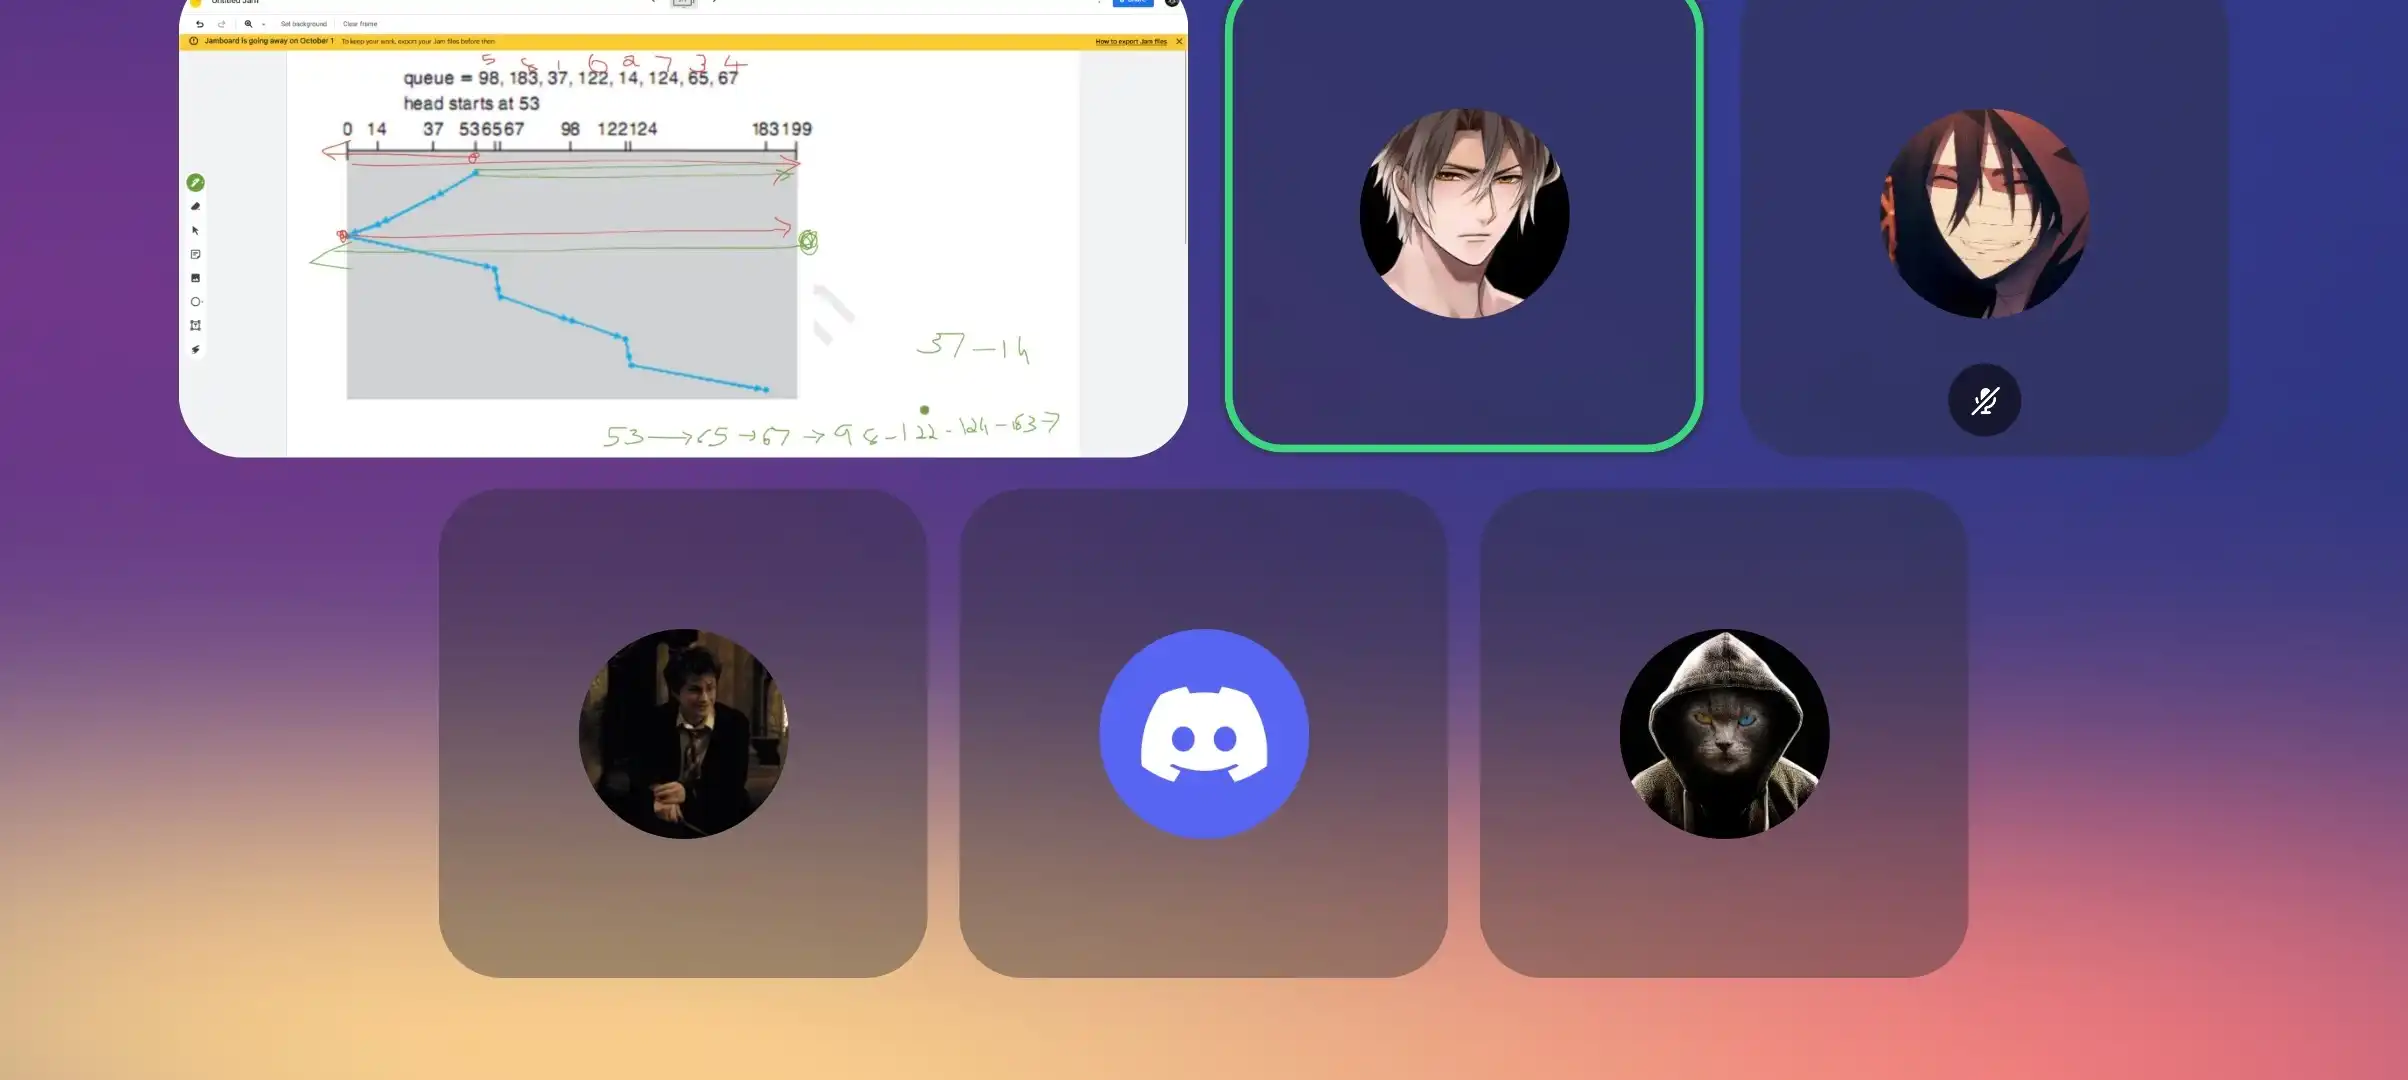 Untitled Jam
Set background Clear frame
Jamboard is going away on October 1 To keep your work, export your Jam files before then How to export Jam files
5 8 1 6 2 7 3 4
queue = 98, 183, 37, 122, 14, 124, 65, 67
head starts at 53
0 14 37 53 65 67 98 122 124 183 199
37 - 14
53 → 65 → 67 → 98 - 122 - 124 - 183 →